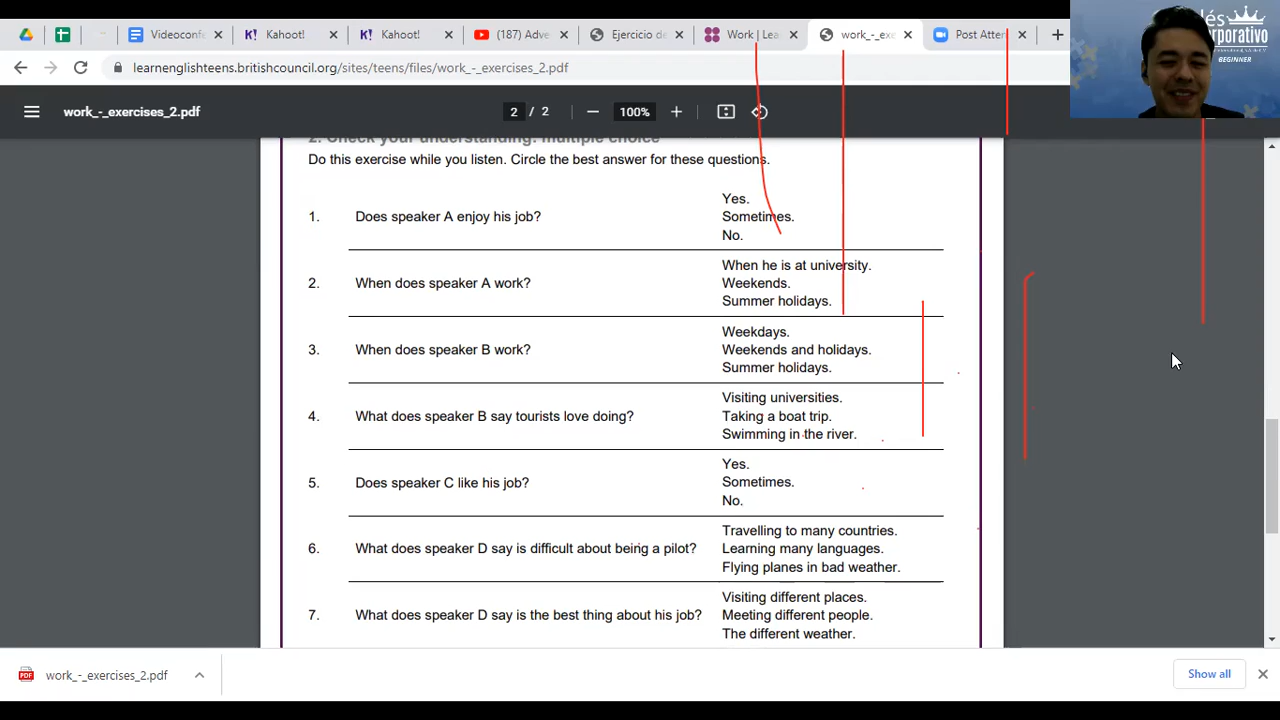 Videoconfe
Kahoot!
Kahoot!
(187) Adve
Ejercicio de
Work | Lea
work_-_exe
Post Atten
learnenglishteens.britishcouncil.org/sites/teens/files/work_-_exercises_2.pdf
BEGINNER
work_-_exercises_2.pdf
2 / 2
100%
2. Check your understanding: multiple choice
Do this exercise while you listen. Circle the best answer for these questions.
1. Does speaker A enjoy his job?
Yes.
Sometimes.
No.
2. When does speaker A work?
When he is at university.
Weekends.
Summer holidays.
3. When does speaker B work?
Weekdays.
Weekends and holidays.
Summer holidays.
4. What does speaker B say tourists love doing?
Visiting universities.
Taking a boat trip.
Swimming in the river.
5. Does speaker C like his job?
Yes.
Sometimes.
No.
6. What does speaker D say is difficult about being a pilot?
Travelling to many countries.
Learning many languages.
Flying planes in bad weather.
7. What does speaker D say is the best thing about his job?
Visiting different places.
Meeting different people.
The different weather.
PDF
work_-_exercises_2.pdf
Show all